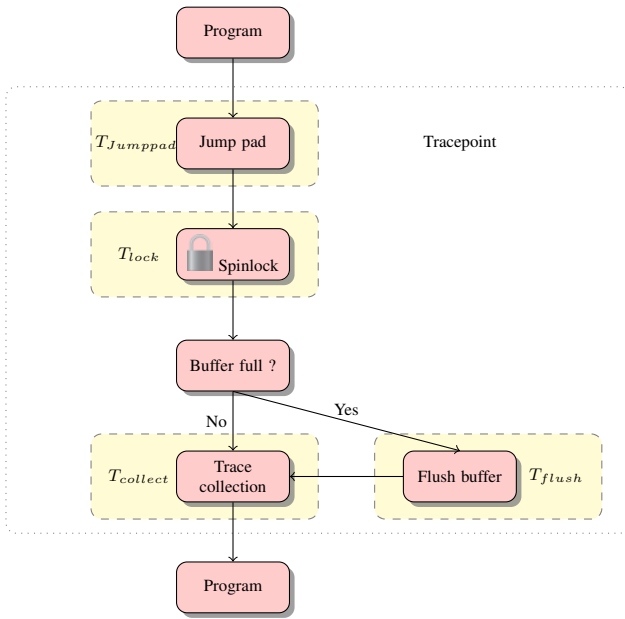 Program
T_Jumppad
Jump pad
Tracepoint
T_lock
Spinlock
Buffer full ?
Yes
No
T_collect
Trace
collection
Flush buffer
T_flush
Program